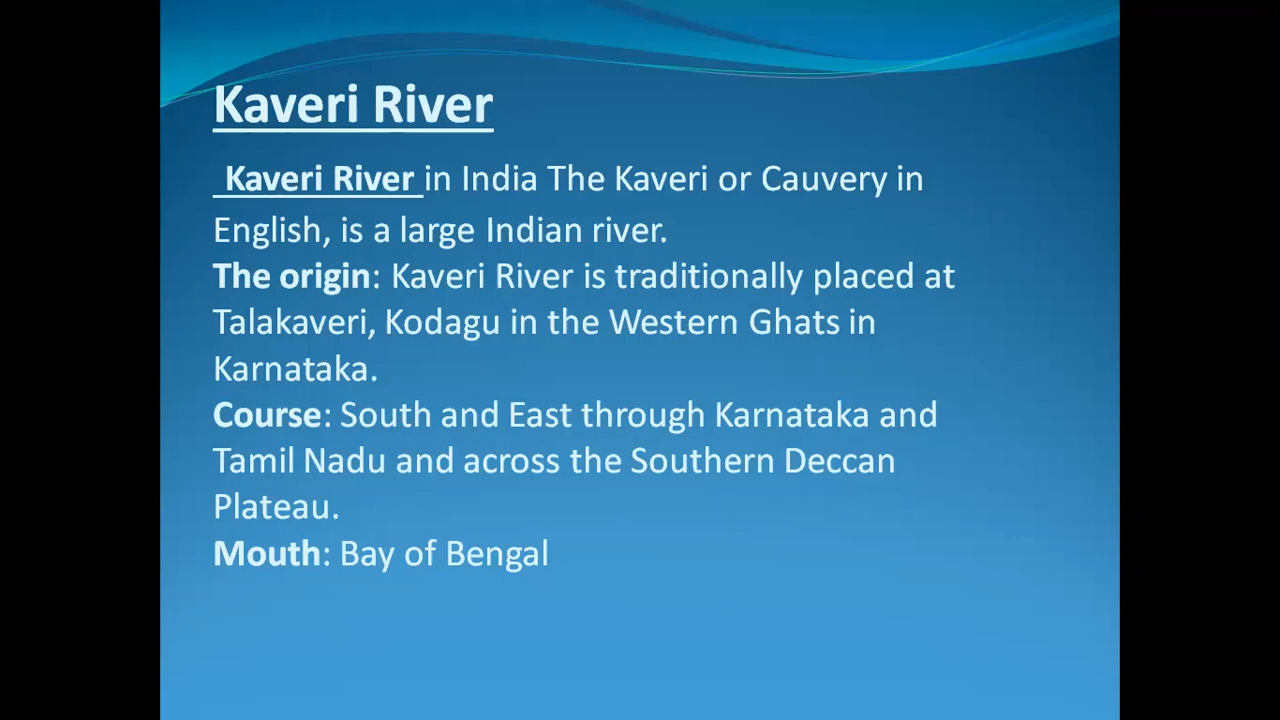 Kaveri River
Kaveri River in India The Kaveri or Cauvery in
English, is a large Indian river.
The origin: Kaveri River is traditionally placed at
Talakaveri, Kodagu in the Western Ghats in
Karnataka.
Course: South and East through Karnataka and
Tamil Nadu and across the Southern Deccan
Plateau.
Mouth: Bay of Bengal